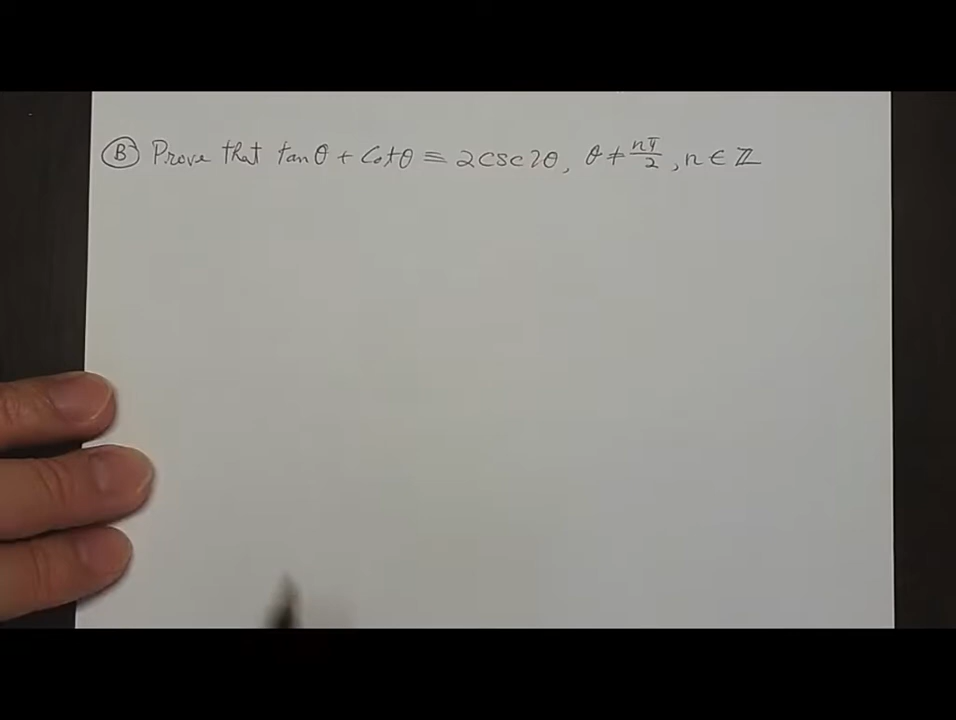 (B) Prove that tanθ + Cotθ ≡ 2csc2θ, θ ≠ nπ/2, n ∈ ℤ